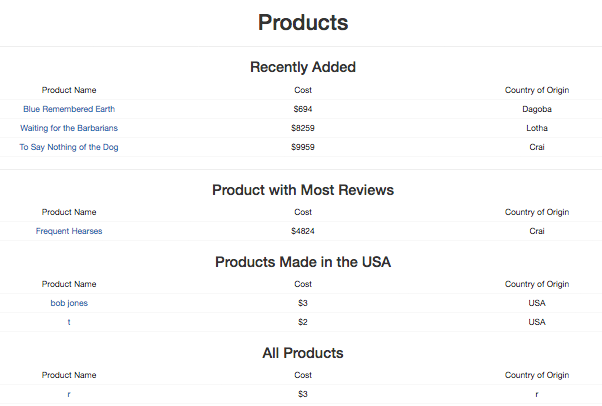 Products
Recently Added
Product Name Cost Country of Origin
Blue Remembered Earth $694 Dagoba
Waiting for the Barbarians $8259 Lotha
To Say Nothing of the Dog $9959 Crai
Product with Most Reviews
Product Name Cost Country of Origin
Frequent Hearses $4824 Crai
Products Made in the USA
Product Name Cost Country of Origin
bob jones $3 USA
t $2 USA
All Products
Product Name Cost Country of Origin
r $3 r